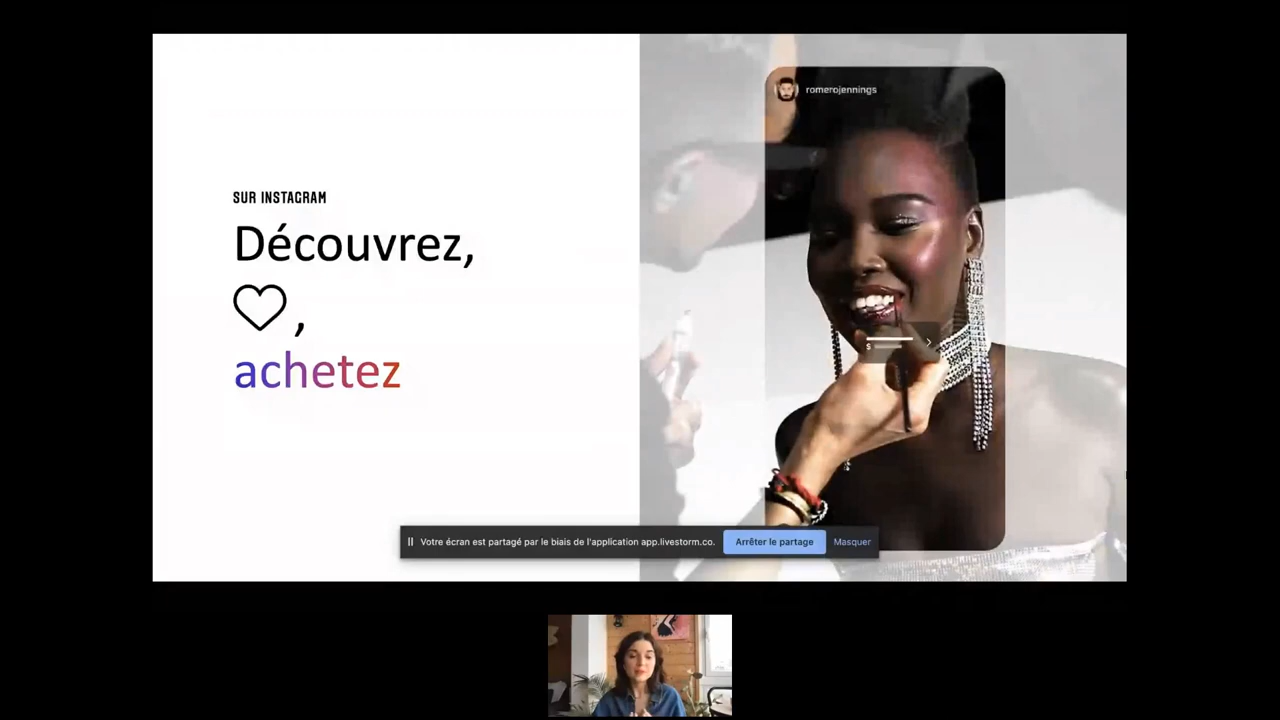 SUR INSTAGRAM
Découvrez,
,
achetez
romerojennings
$
Votre écran est partagé par le biais de l'application app.livestorm.co.
Arrêter le partage
Masquer